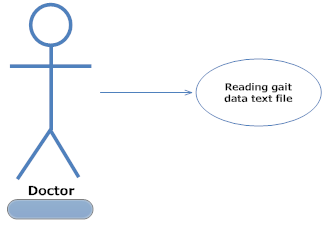 Reading gait
data text file
Doctor